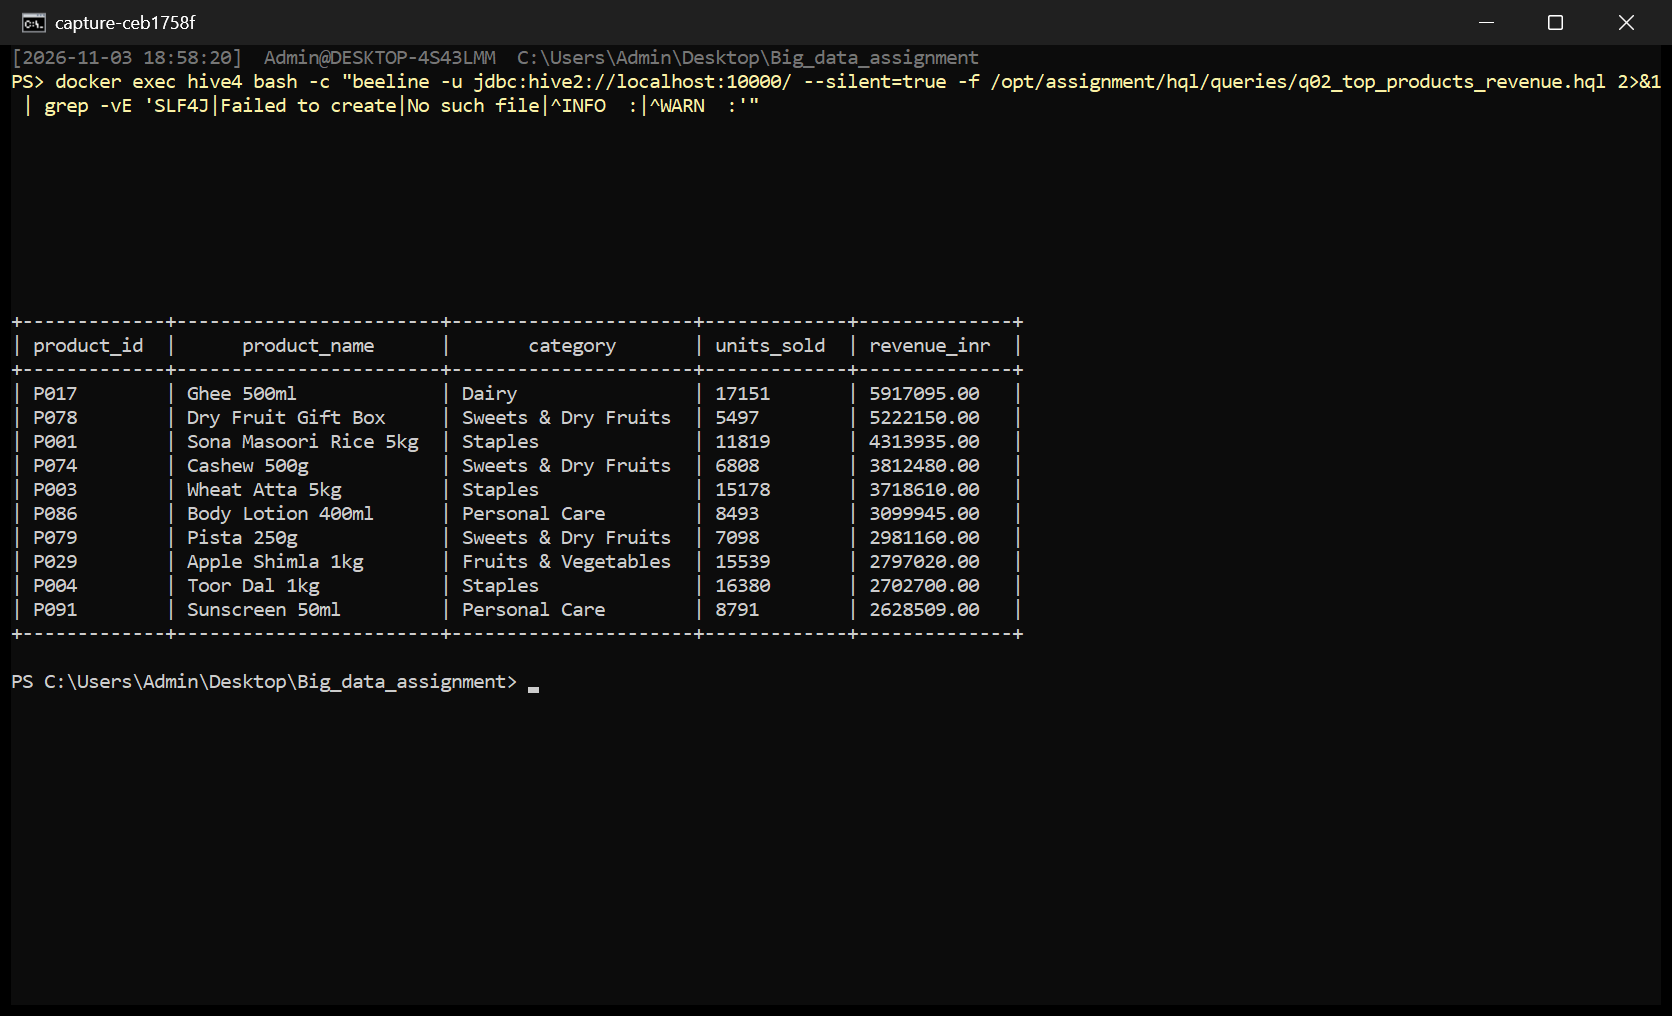 capture-ceb1758f
[2026-11-03 18:58:20]  Admin@DESKTOP-4S43LMM  C:\Users\Admin\Desktop\Big_data_assignment
PS> docker exec hive4 bash -c "beeline -u jdbc:hive2://localhost:10000/ --silent=true -f /opt/assignment/hql/queries/q02_top_products_revenue.hql 2>&1
 | grep -vE 'SLF4J|Failed to create|No such file|^INFO  :|^WARN  :'"
+-------------+------------------------+----------------------+-------------+--------------+
| product_id  |      product_name      |       category       | units_sold  | revenue_inr  |
+-------------+------------------------+----------------------+-------------+--------------+
| P017        | Ghee 500ml             | Dairy                | 17151       | 5917095.00   |
| P078        | Dry Fruit Gift Box     | Sweets & Dry Fruits  | 5497        | 5222150.00   |
| P001        | Sona Masoori Rice 5kg  | Staples              | 11819       | 4313935.00   |
| P074        | Cashew 500g            | Sweets & Dry Fruits  | 6808        | 3812480.00   |
| P003        | Wheat Atta 5kg         | Staples              | 15178       | 3718610.00   |
| P086        | Body Lotion 400ml      | Personal Care        | 8493        | 3099945.00   |
| P079        | Pista 250g             | Sweets & Dry Fruits  | 7098        | 2981160.00   |
| P029        | Apple Shimla 1kg       | Fruits & Vegetables  | 15539       | 2797020.00   |
| P004        | Toor Dal 1kg           | Staples              | 16380       | 2702700.00   |
| P091        | Sunscreen 50ml         | Personal Care        | 8791        | 2628509.00   |
+-------------+------------------------+----------------------+-------------+--------------+
PS C:\Users\Admin\Desktop\Big_data_assignment>